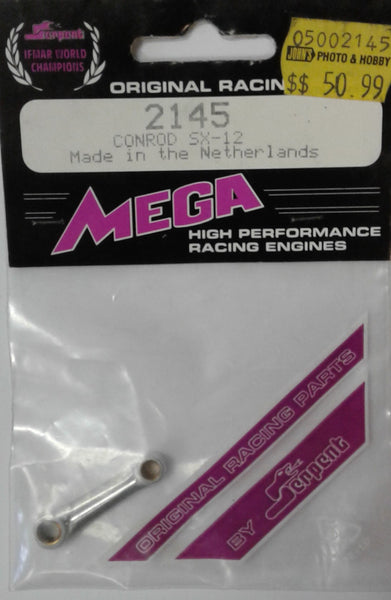 Serpent
IFMAR WORLD
CHAMPIONS
05002145
JOHN'S PHOTO & HOBBY
$$ 50.99
ORIGINAL RACING
2145
CONROD SX-12
Made in the Netherlands
MEGA
HIGH PERFORMANCE
RACING ENGINES
ORIGINAL RACING PARTS
BY Serpent